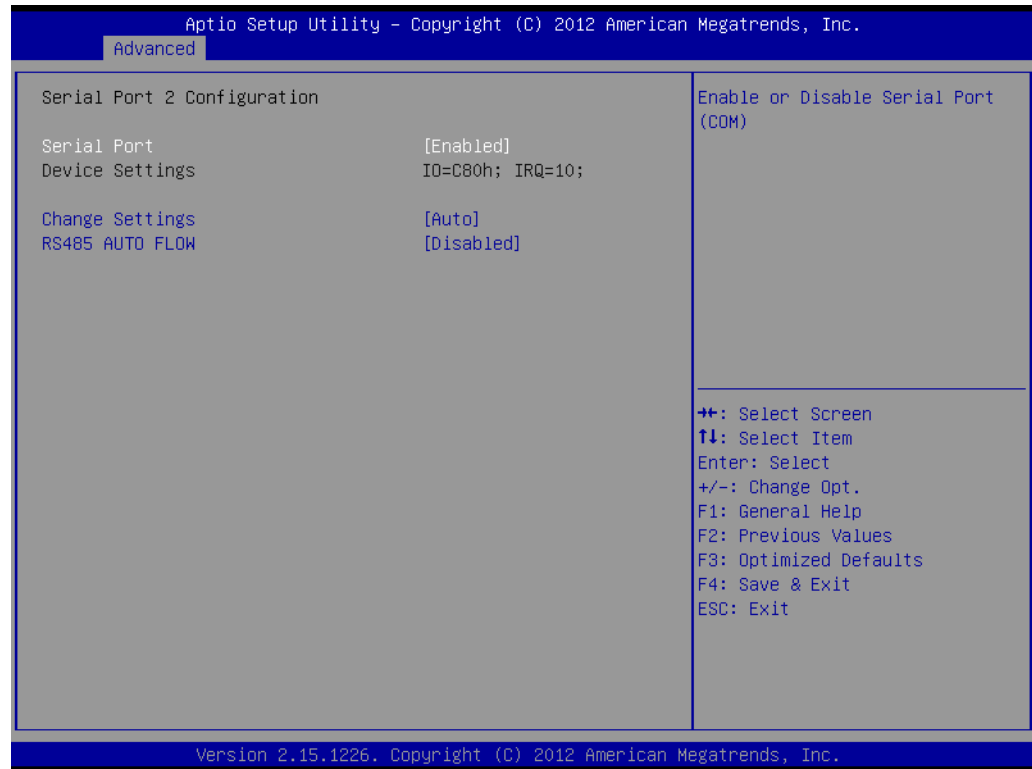 Aptio Setup Utility – Copyright (C) 2012 American Megatrends, Inc.
Advanced
Serial Port 2 Configuration
Serial Port [Enabled]
Device Settings IO=C80h; IRQ=10;
Change Settings [Auto]
RS485 AUTO FLOW [Disabled]
Enable or Disable Serial Port
(COM)
→←: Select Screen
↑↓: Select Item
Enter: Select
+/-: Change Opt.
F1: General Help
F2: Previous Values
F3: Optimized Defaults
F4: Save & Exit
ESC: Exit
Version 2.15.1226. Copyright (C) 2012 American Megatrends, Inc.